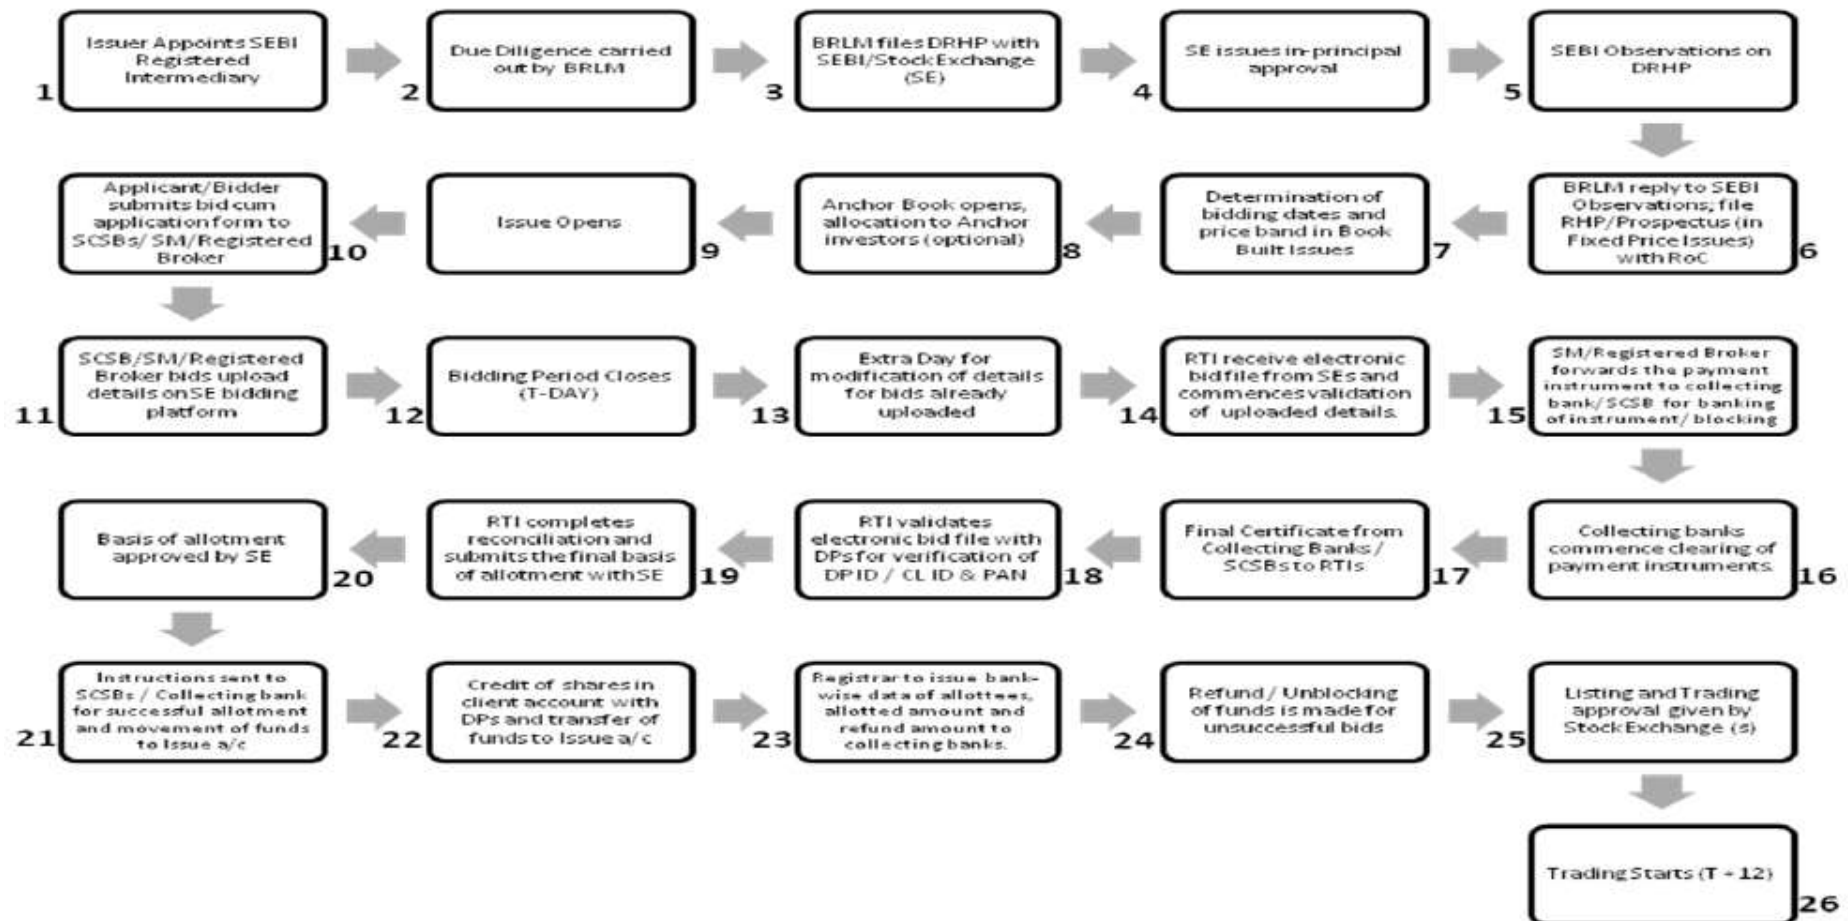 Issuer Appoints SEBI
Registered
Intermediary
1
Due Diligence carried
out by BRLM
2
BRLM files DRHP with
SEBI/Stock Exchange
(SE)
3
SE issues in-principal
approval
4
SEBI Observations on
DRHP
5
BRLM reply to SEBI
Observations; file
RHP/Prospectus (in
Fixed Price Issues)
with RoC
6
Determination of
bidding dates and
price band in Book
Built Issues
7
Anchor Book opens,
allocation to Anchor
investors (optional)
8
Issue Opens
9
Applicant/Bidder
submits bid cum
application form to
SCSBs/ SM/Registered
Broker
10
SCSB/SM/Registered
Broker bids upload
details on SE bidding
platform
11
Bidding Period Closes
(T-DAY)
12
Extra Day for
modification of details
for bids already
uploaded
13
RTI receive electronic
bid file from SEs and
commences validation
of uploaded details.
14
SM/Registered Broker
forwards the payment
instrument to collecting
bank/SCSB for banking
of instrument/ blocking
15
Collecting banks
commence clearing of
payment instruments.
16
Final Certificate from
Collecting Banks /
SCSBs to RTIs
17
RTI validates
electronic bid file with
DPs for verification of
DPID / CL ID & PAN
18
RTI completes
reconciliation and
submits the final basis
of allotment with SE
19
Basis of allotment
approved by SE
20
Instructions sent to
SCSBs / Collecting bank
for successful allotment
and movement of funds
to Issue a/c
21
Credit of shares in
client account with
DPs and transfer of
funds to Issue a/c
22
Registrar to issue bank-
wise data of allottees,
allotted amount and
refund amount to
collecting banks.
23
Refund / Unblocking
of funds is made for
unsuccessful bids
24
Listing and Trading
approval given by
Stock Exchange (s)
25
Trading Starts (T + 12)
26